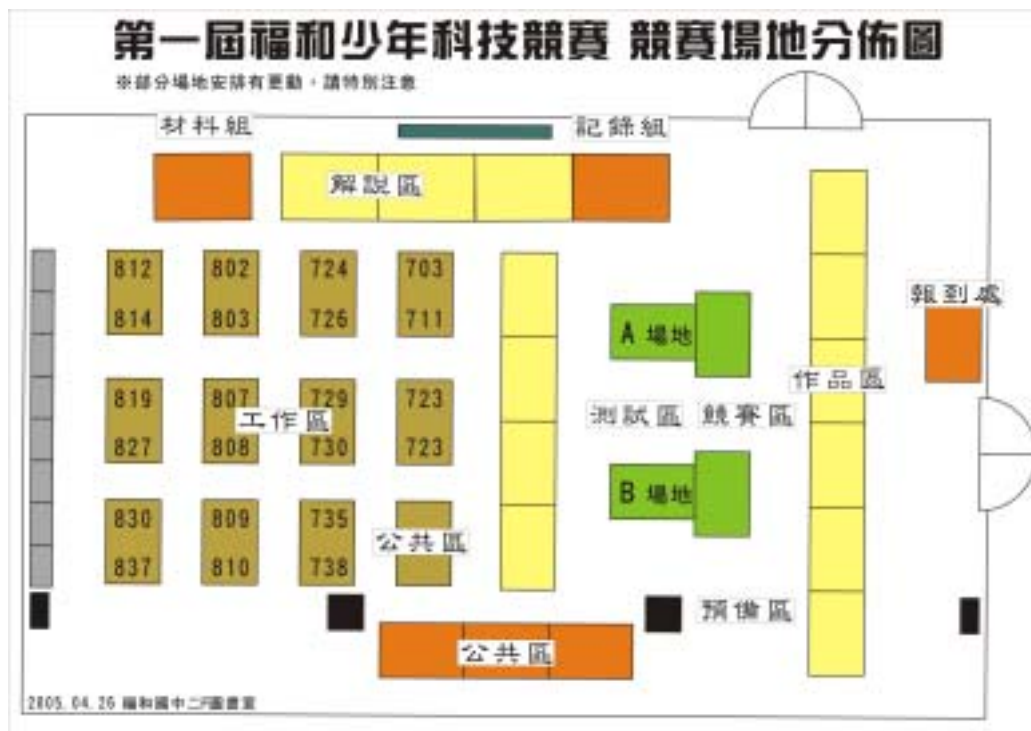 第一屆福和少年科技競賽 競賽場地分佈圖
※部分場地安排有更動，請特別注意
材料組
記錄組
解說區
812 802 724 703
814 803 726 711
報到處
A 場地
作品區
819 807 729 723
工作區
測試區 競賽區
827 808 730 723
B 場地
830 809 735
公共區
837 810 738
預備區
公共區
2005.04.26 福和國中二F圖書室